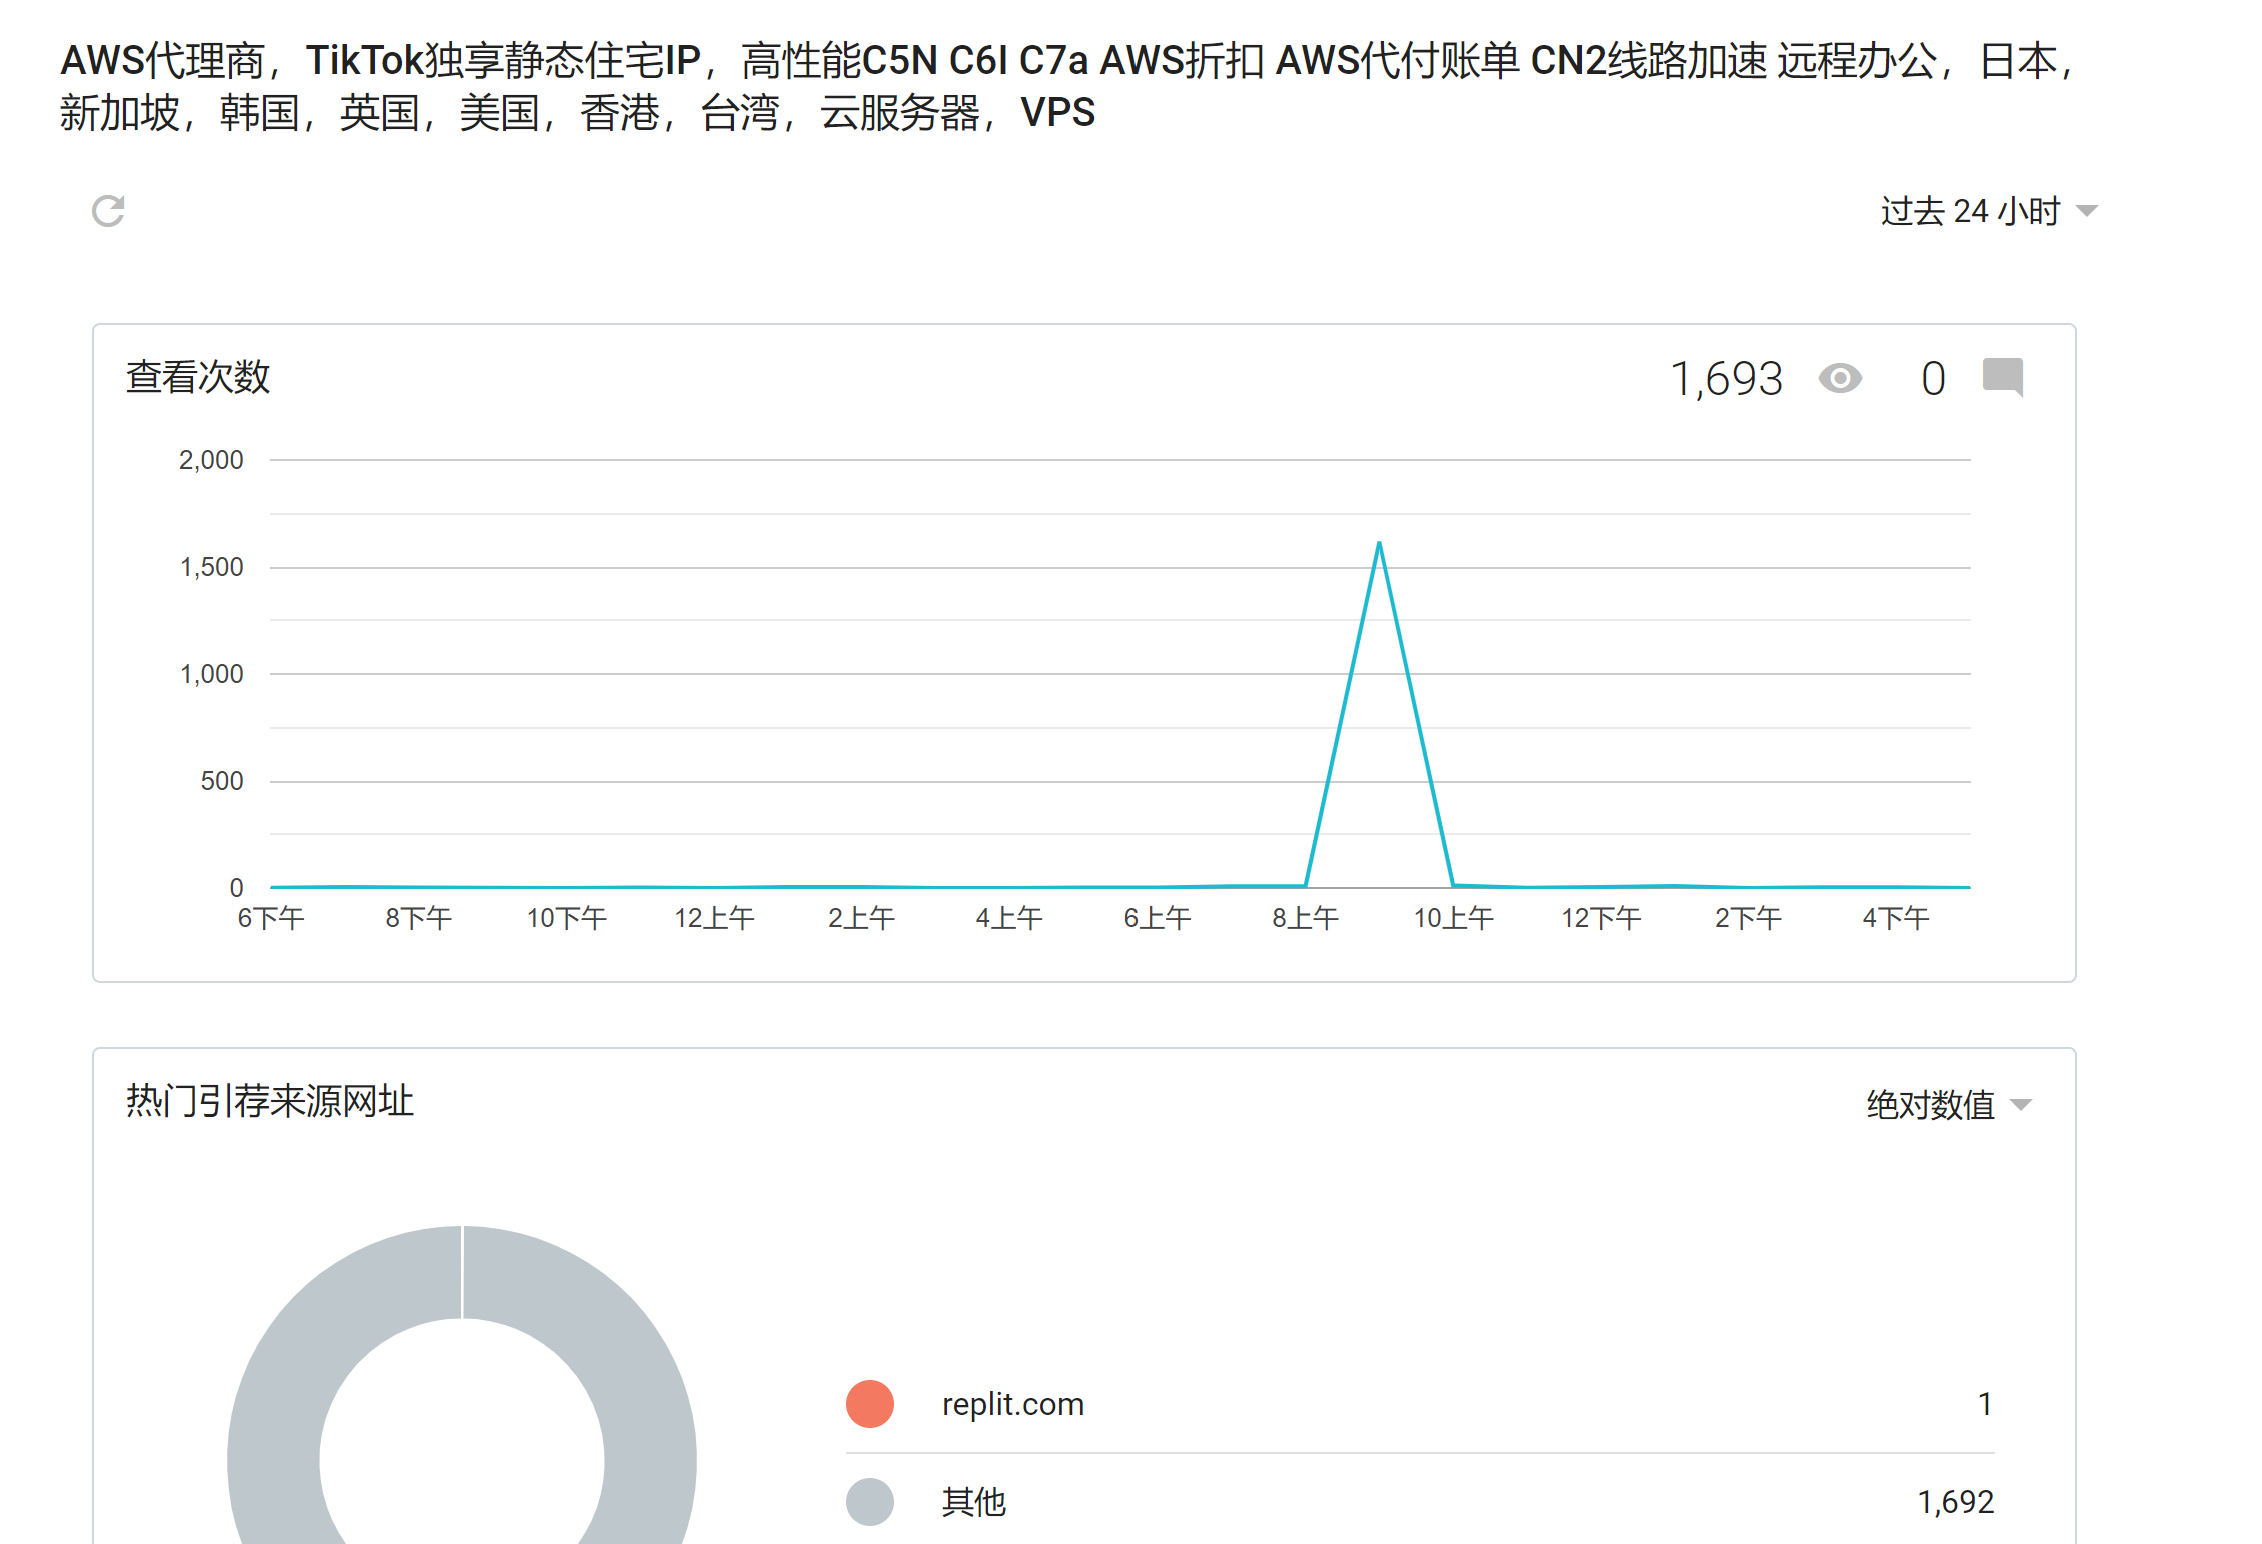 AWS代理商，TikTok独享静态住宅IP，高性能C5N C6I C7a AWS折扣 AWS代付账单 CN2线路加速 远程办公，日本，
新加坡，韩国，英国，美国，香港，台湾，云服务器，VPS
过去 24 小时
查看次数
1,693 0
2,000
1,500
1,000
500
0
6下午 8下午 10下午 12上午 2上午 4上午 6上午 8上午 10上午 12下午 2下午 4下午
热门引荐来源网址
绝对数值
replit.com 1
其他 1,692